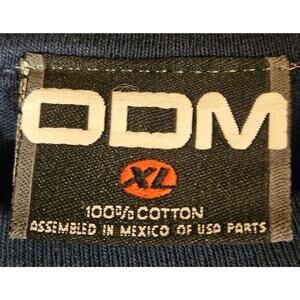 ODM
XL
100% COTTON
ASSEMBLED IN MEXICO OF USA PARTS